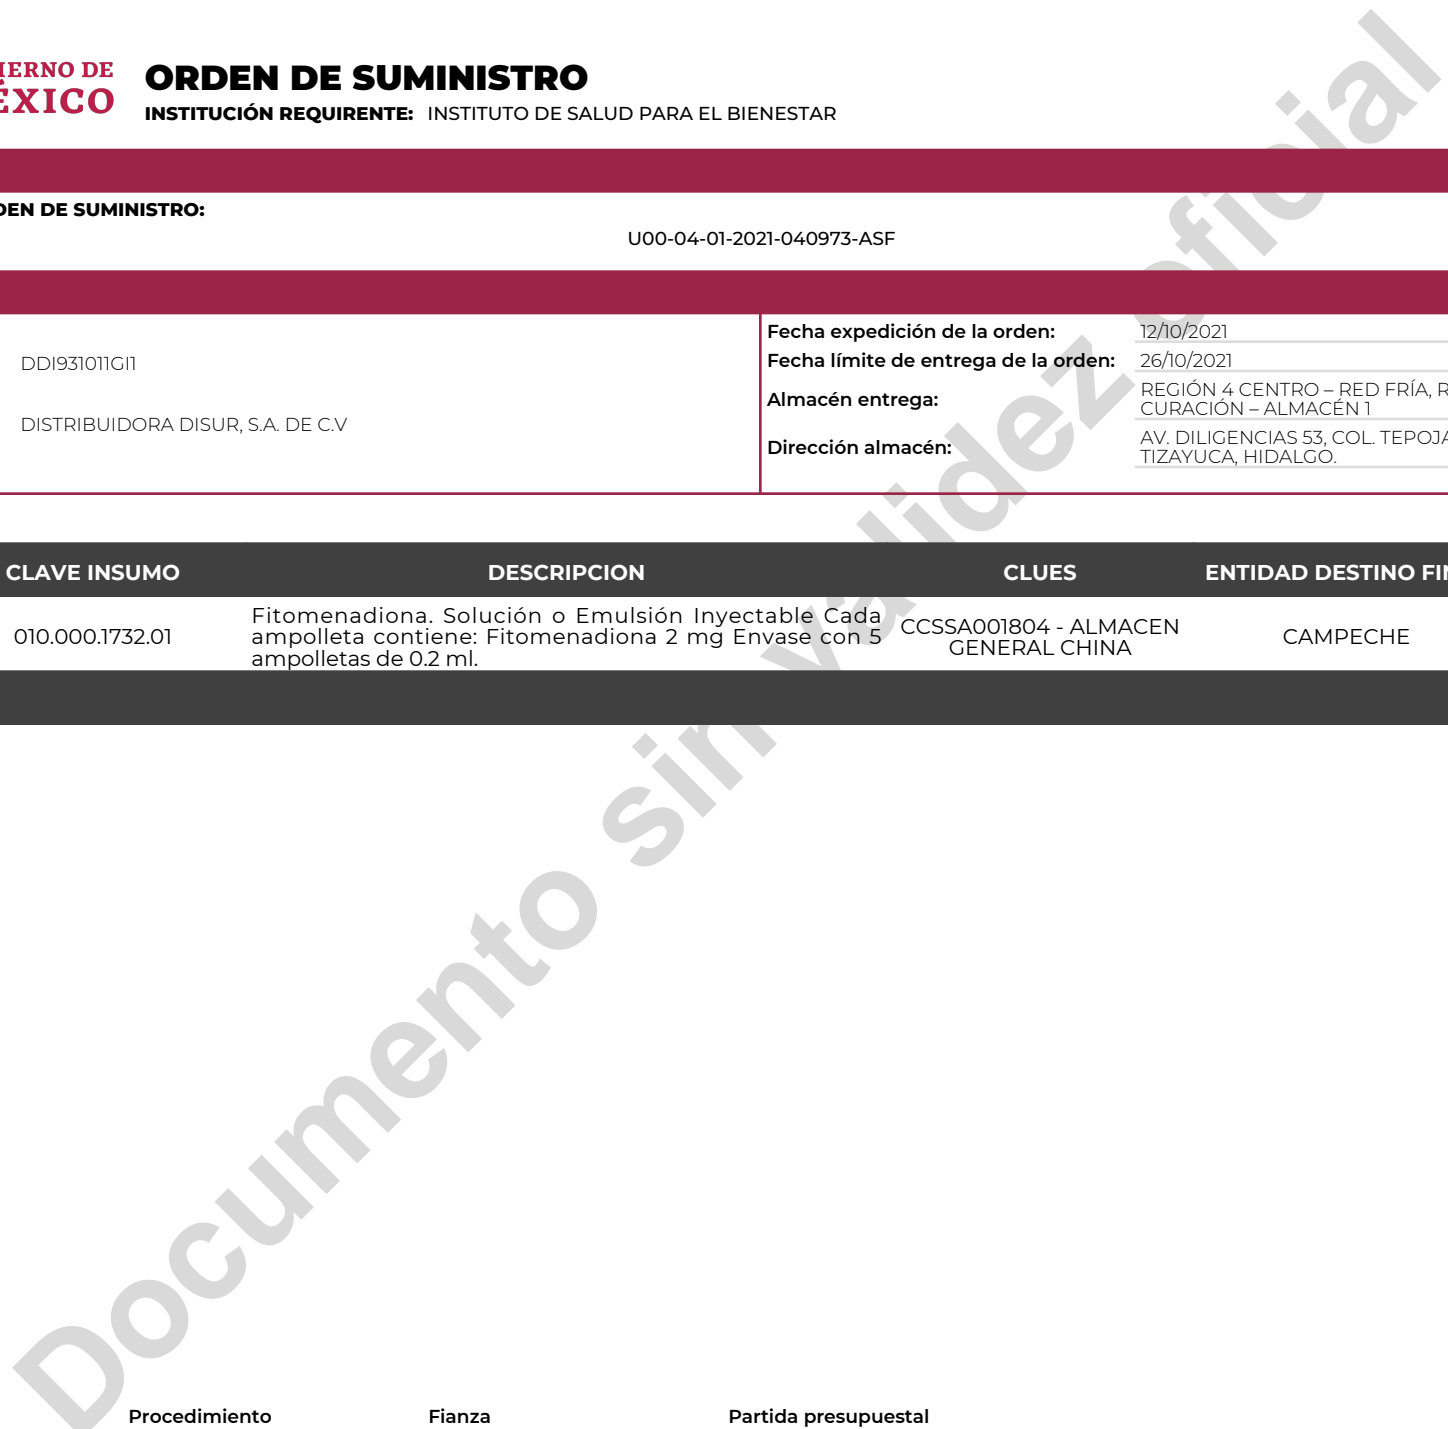 IERNO DE
ÉXICO
ORDEN DE SUMINISTRO
INSTITUCIÓN REQUIRENTE: INSTITUTO DE SALUD PARA EL BIENESTAR
DEN DE SUMINISTRO:
U00-04-01-2021-040973-ASF
DDI931011GI1
DISTRIBUIDORA DISUR, S.A. DE C.V
Fecha expedición de la orden: 12/10/2021
Fecha límite de entrega de la orden: 26/10/2021
Almacén entrega: REGIÓN 4 CENTRO – RED FRÍA, R
CURACIÓN – ALMACÉN 1
Dirección almacén: AV. DILIGENCIAS 53, COL. TEPOJA
TIZAYUCA, HIDALGO.
CLAVE INSUMO DESCRIPCION CLUES ENTIDAD DESTINO FIN
010.000.1732.01
Fitomenadiona. Solución o Emulsión Inyectable Cada
ampolleta contiene: Fitomenadiona 2 mg Envase con 5
ampolletas de 0.2 ml.
CCSSA001804 - ALMACEN
GENERAL CHINA
CAMPECHE
Documento sin validez oficial
Procedimiento Fianza Partida presupuestal